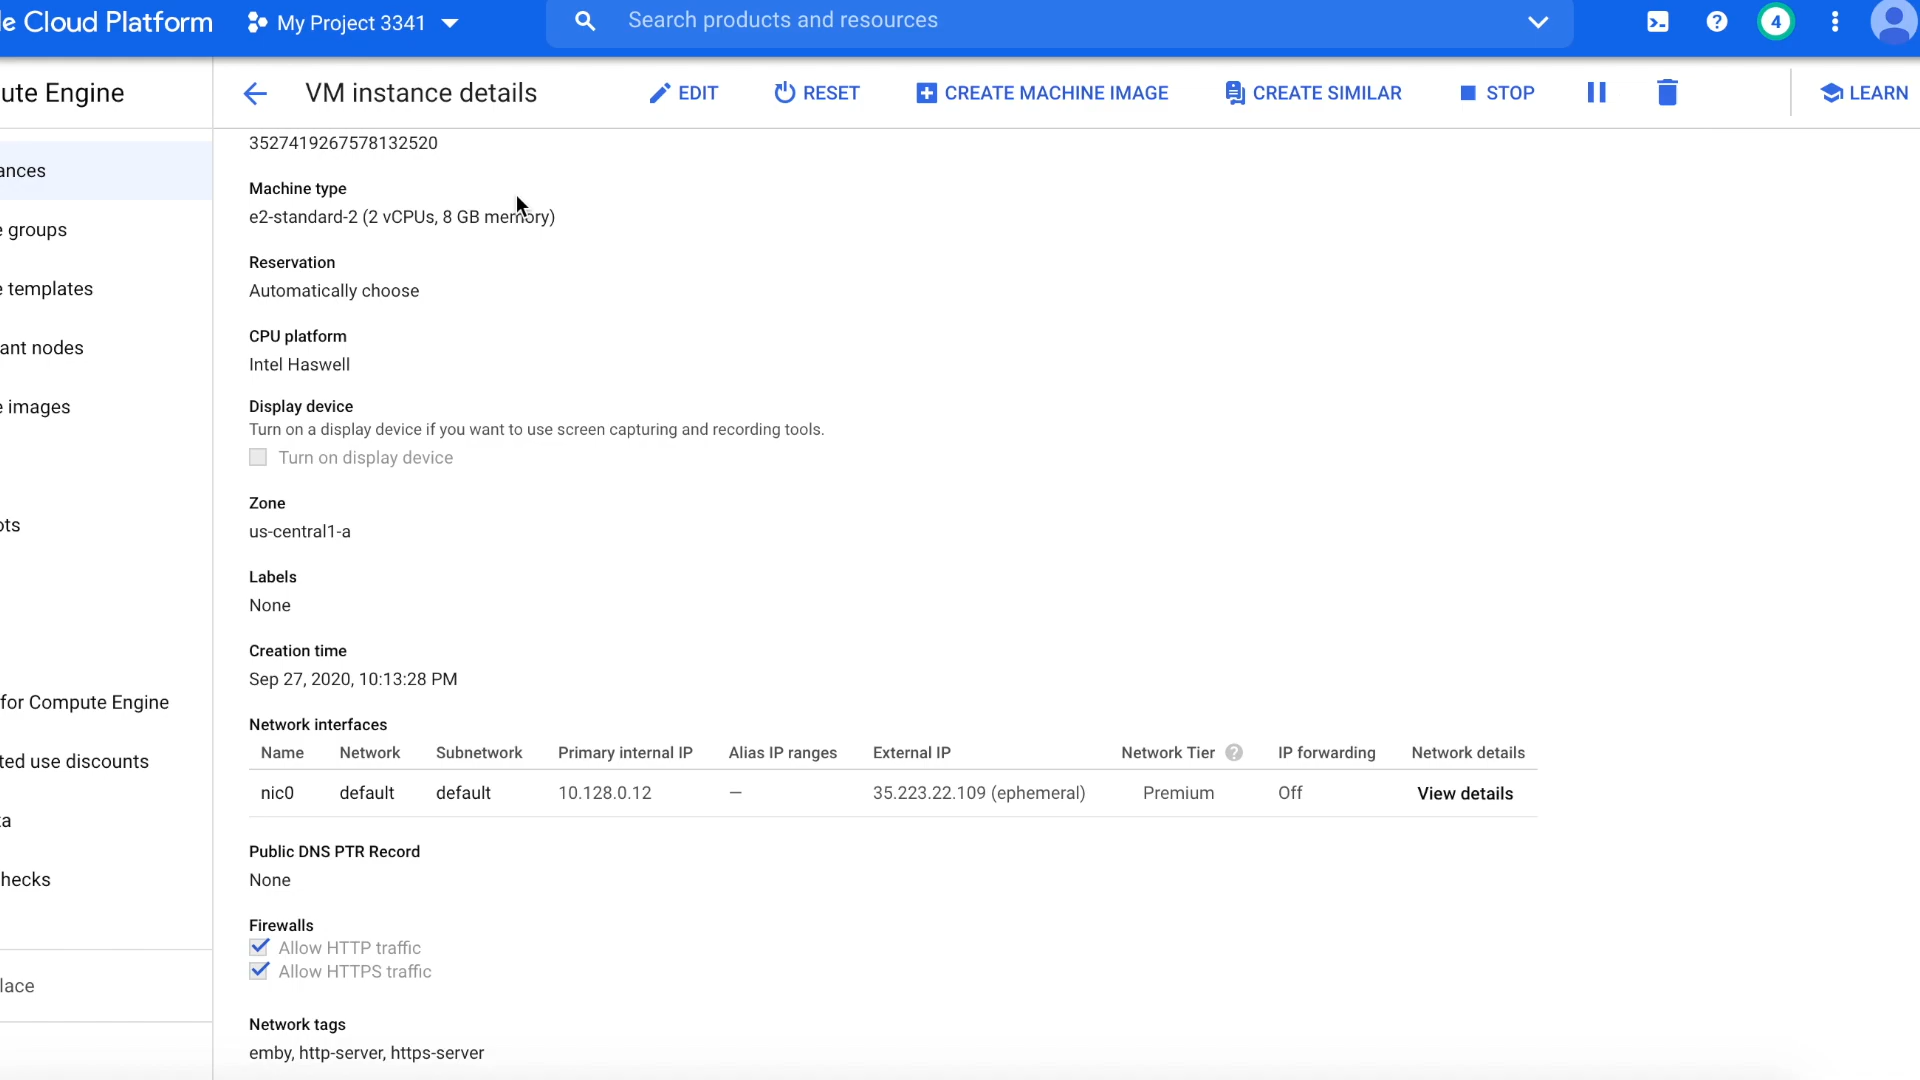 e Cloud Platform
My Project 3341
Search products and resources
4
ute Engine
VM instance details
EDIT
RESET
CREATE MACHINE IMAGE
CREATE SIMILAR
STOP
LEARN
ances
e groups
e templates
ant nodes
e images
ots
for Compute Engine
ted use discounts
ta
hecks
lace
3527419267578132520
Machine type
e2-standard-2 (2 vCPUs, 8 GB memory)
Reservation
Automatically choose
CPU platform
Intel Haswell
Display device
Turn on a display device if you want to use screen capturing and recording tools.
Turn on display device
Zone
us-central1-a
Labels
None
Creation time
Sep 27, 2020, 10:13:28 PM
Network interfaces
Name Network Subnetwork Primary internal IP Alias IP ranges External IP Network Tier ? IP forwarding Network details
nic0 default default 10.128.0.12 — 35.223.22.109 (ephemeral) Premium Off View details
Public DNS PTR Record
None
Firewalls
Allow HTTP traffic
Allow HTTPS traffic
Network tags
emby, http-server, https-server